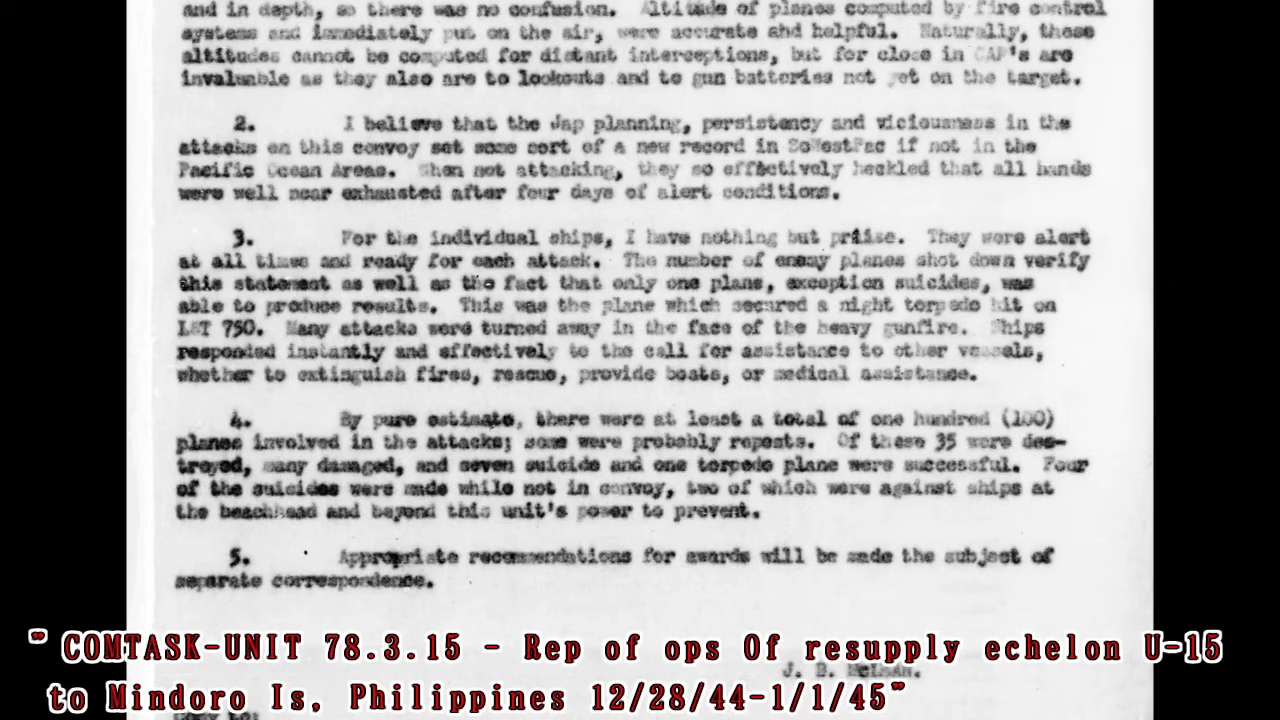 and in depth, so there was no confusion. Altitude of planes computed by fire control
systems and immediately put on the air, were accurate and helpful. Naturally, these
altitudes cannot be computed for distant interceptions, but for close in CAP's are
invaluable as they also are to lookouts and to gun batteries not yet on the target.
2. I believe that the Jap planning, persistency and viciousness in the
attacks on this convoy set some sort of a new record in SoWestPac if not in the
Pacific Ocean Areas. When not attacking, they so effectively heckled that all hands
were well near exhausted after four days of alert conditions.
3. For the individual ships, I have nothing but praise. They were alert
at all times and ready for each attack. The number of enemy planes shot down verify
this statement as well as the fact that only one plane, exception suicides, was
able to produce results. This was the plane which secured a night torpedo hit on
LST 750. Many attacks were turned away in the face of the heavy gunfire. Ships
responded instantly and effectively to the call for assistance to other vessels,
whether to extinguish fires, rescue, provide boats, or medical assistance.
4. By pure estimate, there were at least a total of one hundred (100)
planes involved in the attacks; some were probably repeats. Of these 35 were des-
troyed, many damaged, and seven suicide and one torpedo plane were successful. Four
of the suicides were made while not in convoy, two of which were against ships at
the beachhead and beyond this unit's power to prevent.
5. Appropriate recommendations for awards will be made the subject of
separate correspondence.
" COMTASK-UNIT 78.3.15 - Rep of ops Of resupply echelon U-15
J. B.
to Mindoro Is, Philippines 12/28/44-1/1/45"